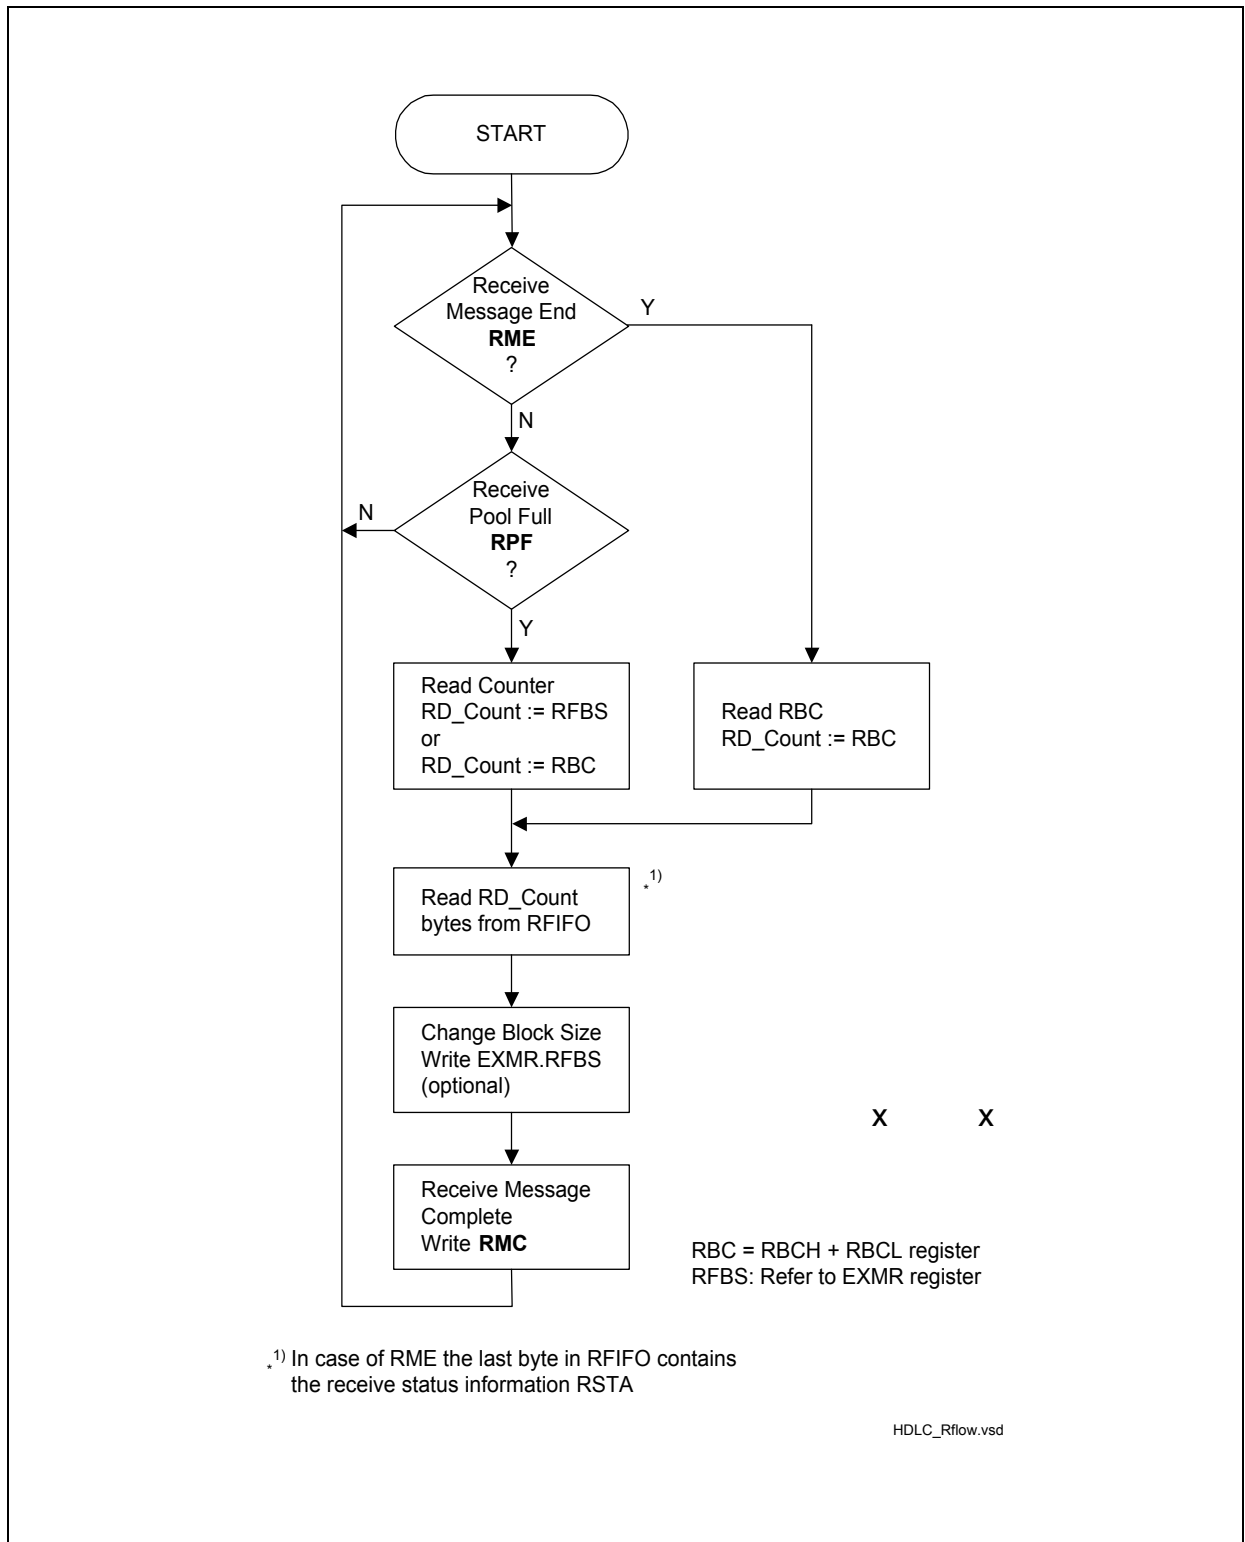 START
Receive
Message End
RME
?
Y
N
Receive
Pool Full
RPF
?
N
Y
Read Counter
RD_Count := RFBS
or
RD_Count := RBC
Read RBC
RD_Count := RBC
Read RD_Count
bytes from RFIFO
*1)
Change Block Size
Write EXMR.RFBS
(optional)
x x
Receive Message
Complete
Write RMC
RBC = RBCH + RBCL register
RFBS: Refer to EXMR register
*1) In case of RME the last byte in RFIFO contains
the receive status information RSTA
HDLC_Rflow.vsd